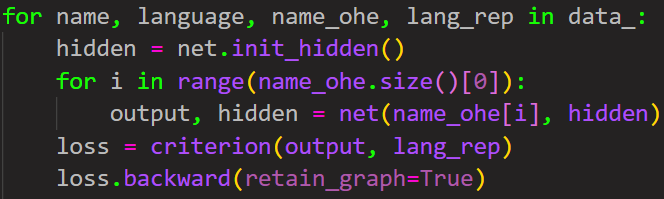 for name, language, name_ohe, lang_rep in data_:
    hidden = net.init_hidden()
    for i in range(name_ohe.size()[0]):
        output, hidden = net(name_ohe[i], hidden)
    loss = criterion(output, lang_rep)
    loss.backward(retain_graph=True)